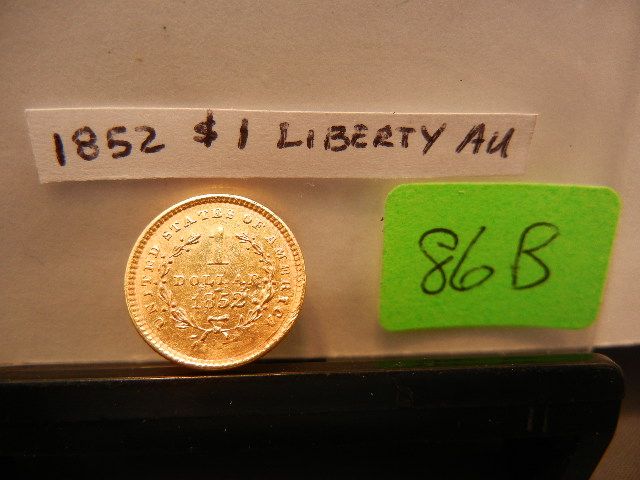 1852 $1 LIBERTY AU
86B
UNITED STATES OF AMERICA
1
DOLLAR
1852